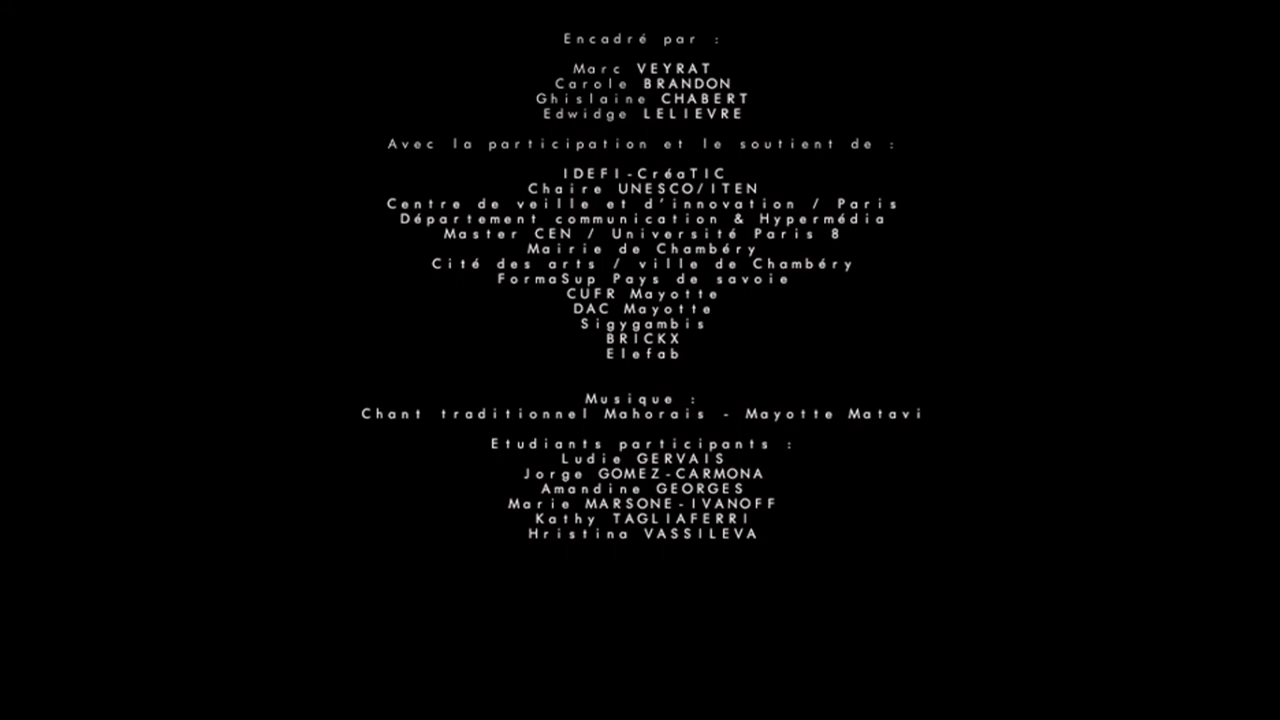 Encadré par :
Marc VEYRAT
Carole BRANDON
Ghislaine CHABERT
Edwidge LELIEVRE
Avec la participation et le soutient de :
IDEFI-CréaTIC
Chaire UNESCO/ITEN
Centre de veille et d'innovation / Paris
Département communication & Hypermédia
Master CEN / Université Paris 8
Mairie de Chambéry
Cité des arts / ville de Chambéry
FormaSup Pays de savoie
CUFR Mayotte
DAC Mayotte
Sigygambis
BRICKX
Elefab
Musique :
Chant traditionnel Mahorais - Mayotte Matavi
Etudiants participants :
Ludie GERVAIS
Jorge GOMEZ-CARMONA
Amandine GEORGES
Marie MARSONE-IVANOFF
Kathy TAGLIAFERRI
Hristina VASSILEVA